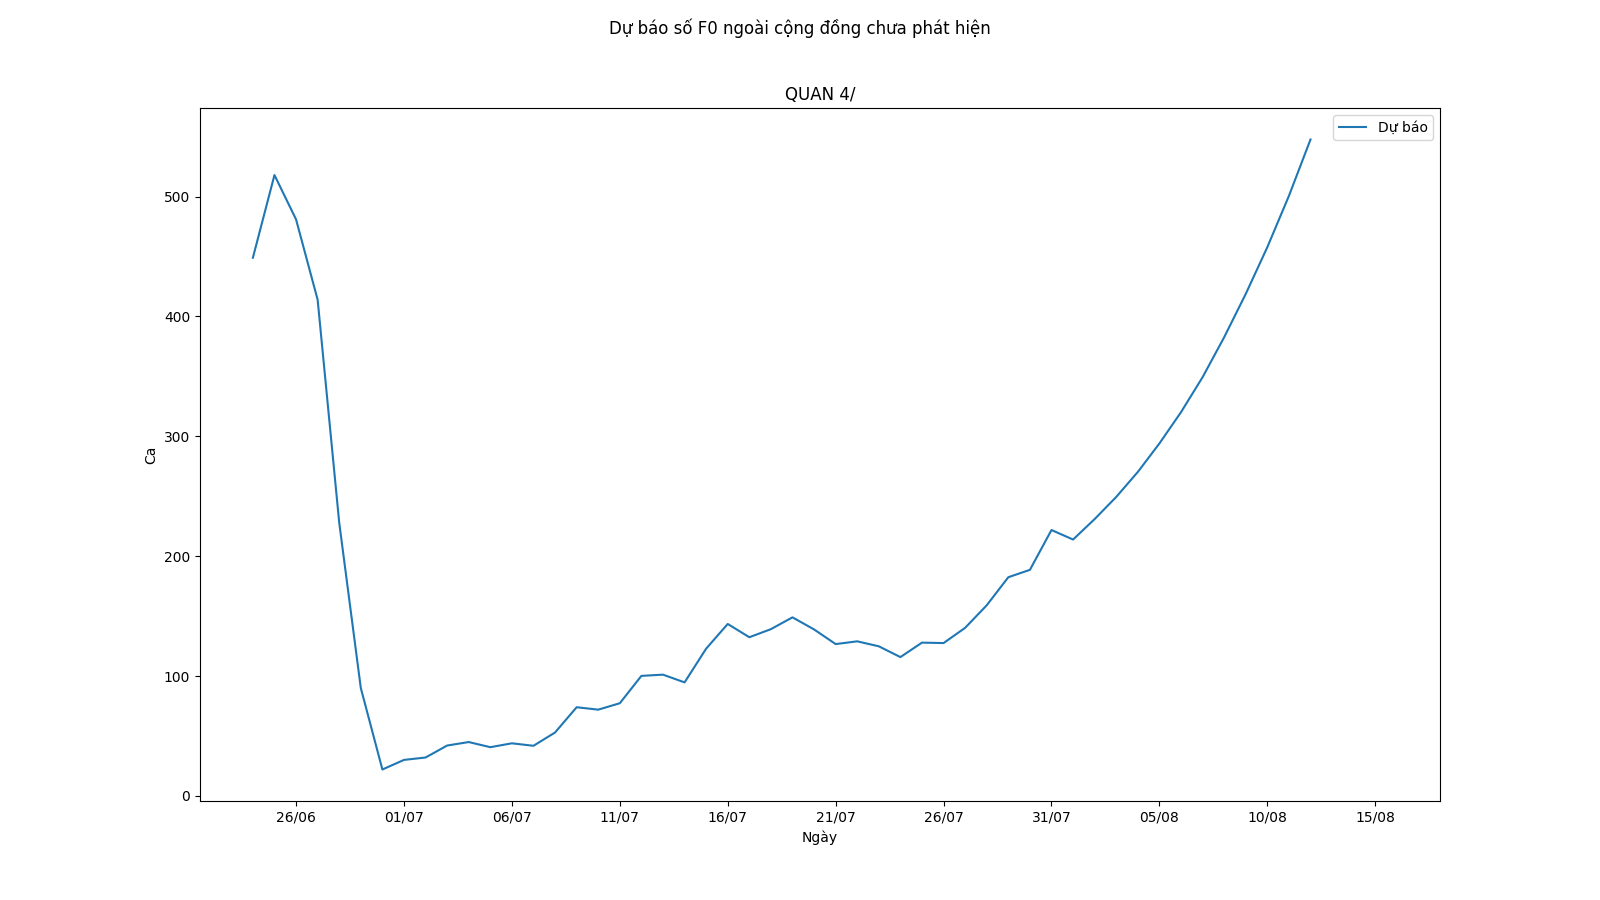 Dự báo số F0 ngoài cộng đồng chưa phát hiện
QUAN 4/
Dự báo
Ca
500
400
300
200
100
0
26/06 01/07 06/07 11/07 16/07 21/07 26/07 31/07 05/08 10/08 15/08
Ngày